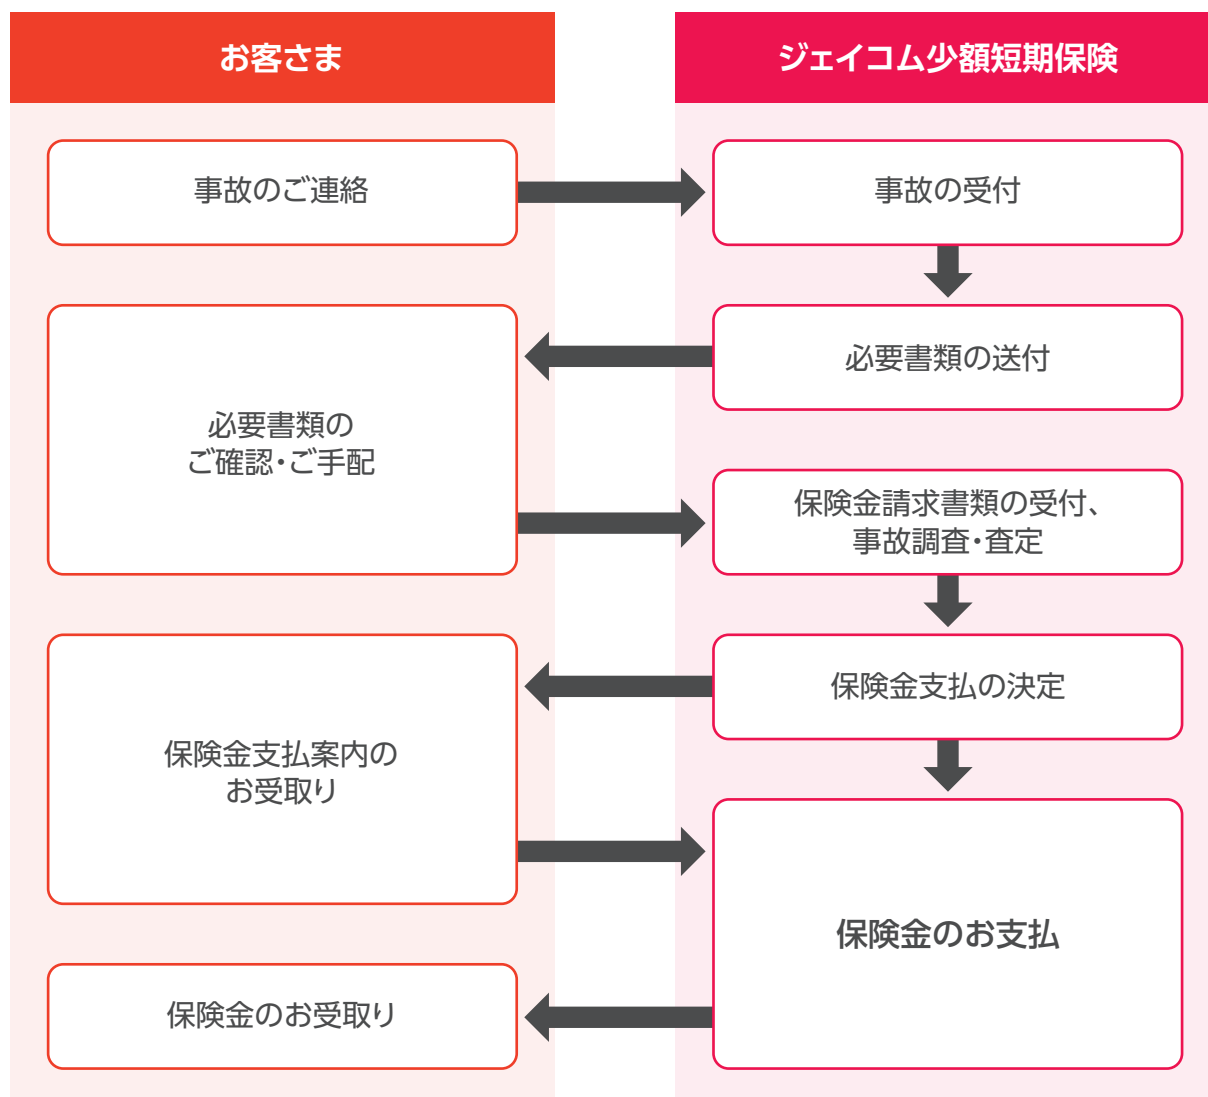 お客さま
ジェイコム少額短期保険
事故のご連絡
事故の受付
必要書類の送付
必要書類の
ご確認・ご手配
保険金請求書類の受付、
事故調査・査定
保険金支払の決定
保険金支払案内の
お受取り
保険金のお支払
保険金のお受取り